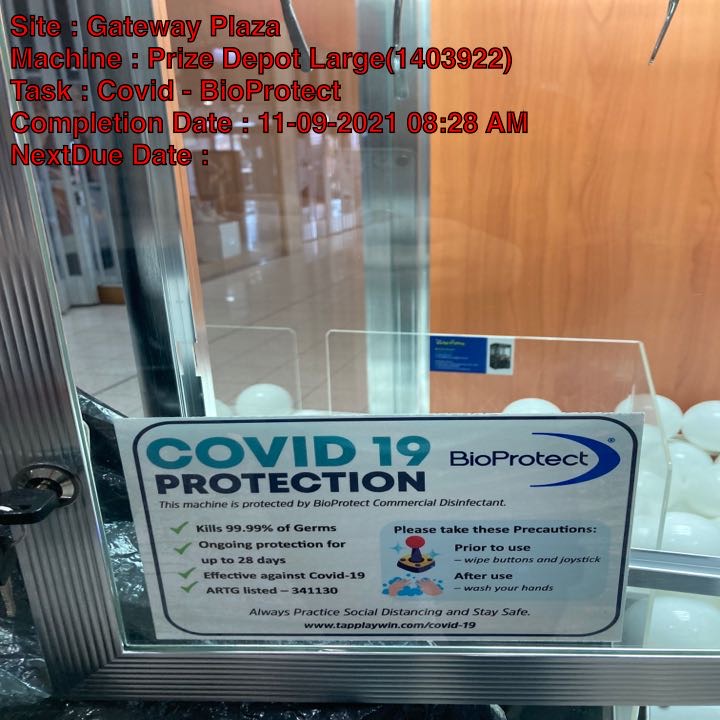 Site : Gateway Plaza
Machine : Prize Depot Large(1403922)
Task : Covid - BioProtect
Completion Date : 11-09-2021 08:28 AM
NextDue Date :
COVID 19
PROTECTION
BioProtect®
This machine is protected by BioProtect Commercial Disinfectant.
Kills 99.99% of Germs
Ongoing protection for
up to 28 days
Effective against Covid-19
ARTG listed – 341130
Please take these Precautions:
Prior to use
– wipe buttons and joystick
After use
– wash your hands
Always Practice Social Distancing and Stay Safe.
www.tapplaywin.com/covid-19